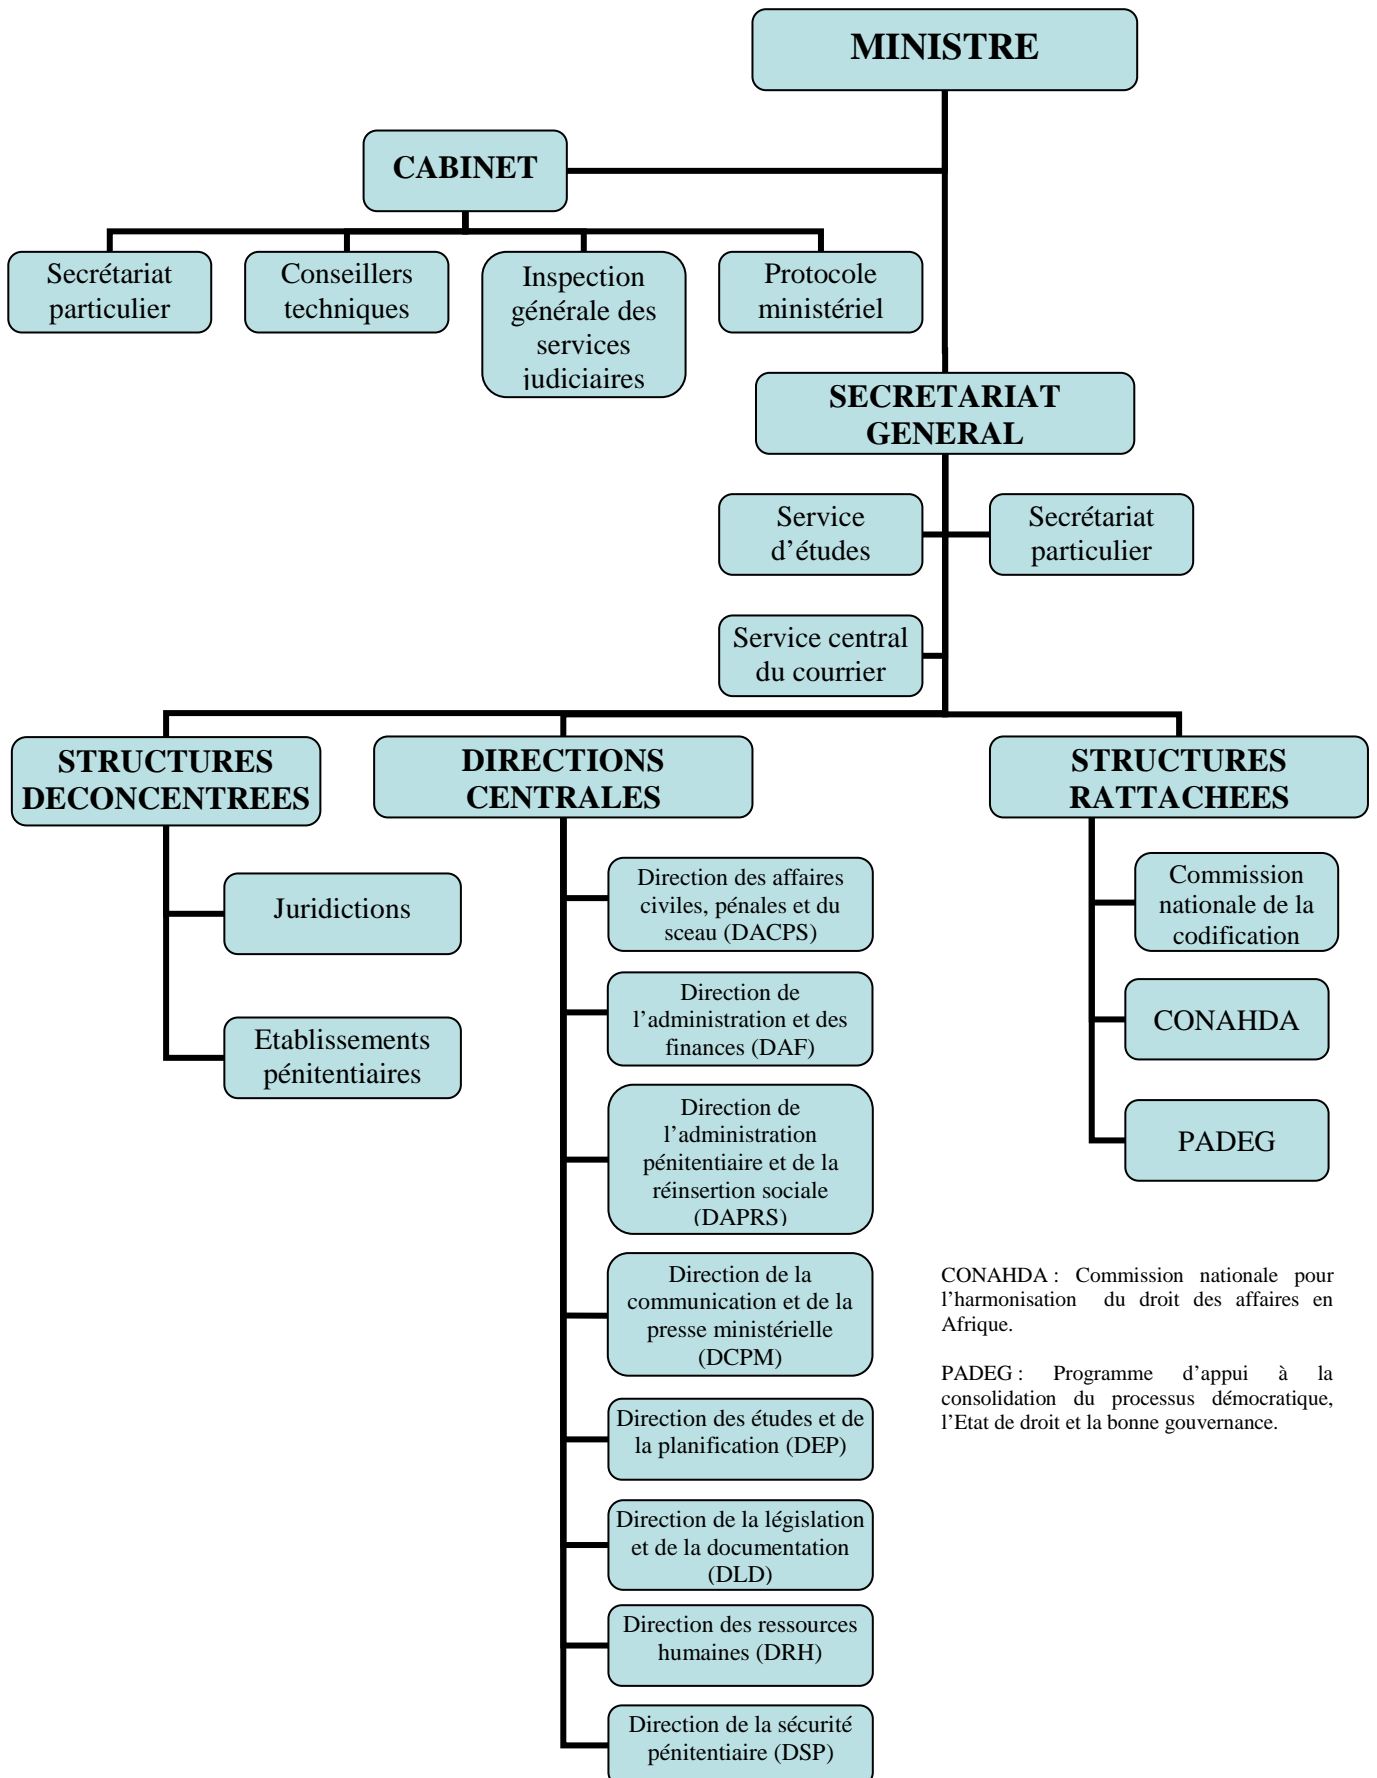 MINISTRE
CABINET
Secrétariat
particulier
Conseillers
techniques
Inspection
générale des
services
judiciaires
Protocole
ministériel
SECRETARIAT
GENERAL
Service
d’études
Secrétariat
particulier
Service central
du courrier
STRUCTURES
DECONCENTREES
DIRECTIONS
CENTRALES
STRUCTURES
RATTACHEES
Juridictions
Etablissements
pénitentiaires
Direction des affaires
civiles, pénales et du
sceau (DACPS)
Direction de
l’administration et des
finances (DAF)
Direction de
l’administration
pénitentiaire et de la
réinsertion sociale
(DAPRS)
Direction de la
communication et de la
presse ministérielle
(DCPM)
Direction des études et de
la planification (DEP)
Direction de la législation
et de la documentation
(DLD)
Direction des ressources
humaines (DRH)
Direction de la sécurité
pénitentiaire (DSP)
Commission
nationale de la
codification
CONAHDA
PADEG
CONAHDA : Commission nationale pour
l’harmonisation du droit des affaires en
Afrique.
PADEG : Programme d’appui à la
consolidation du processus démocratique,
l’Etat de droit et la bonne gouvernance.